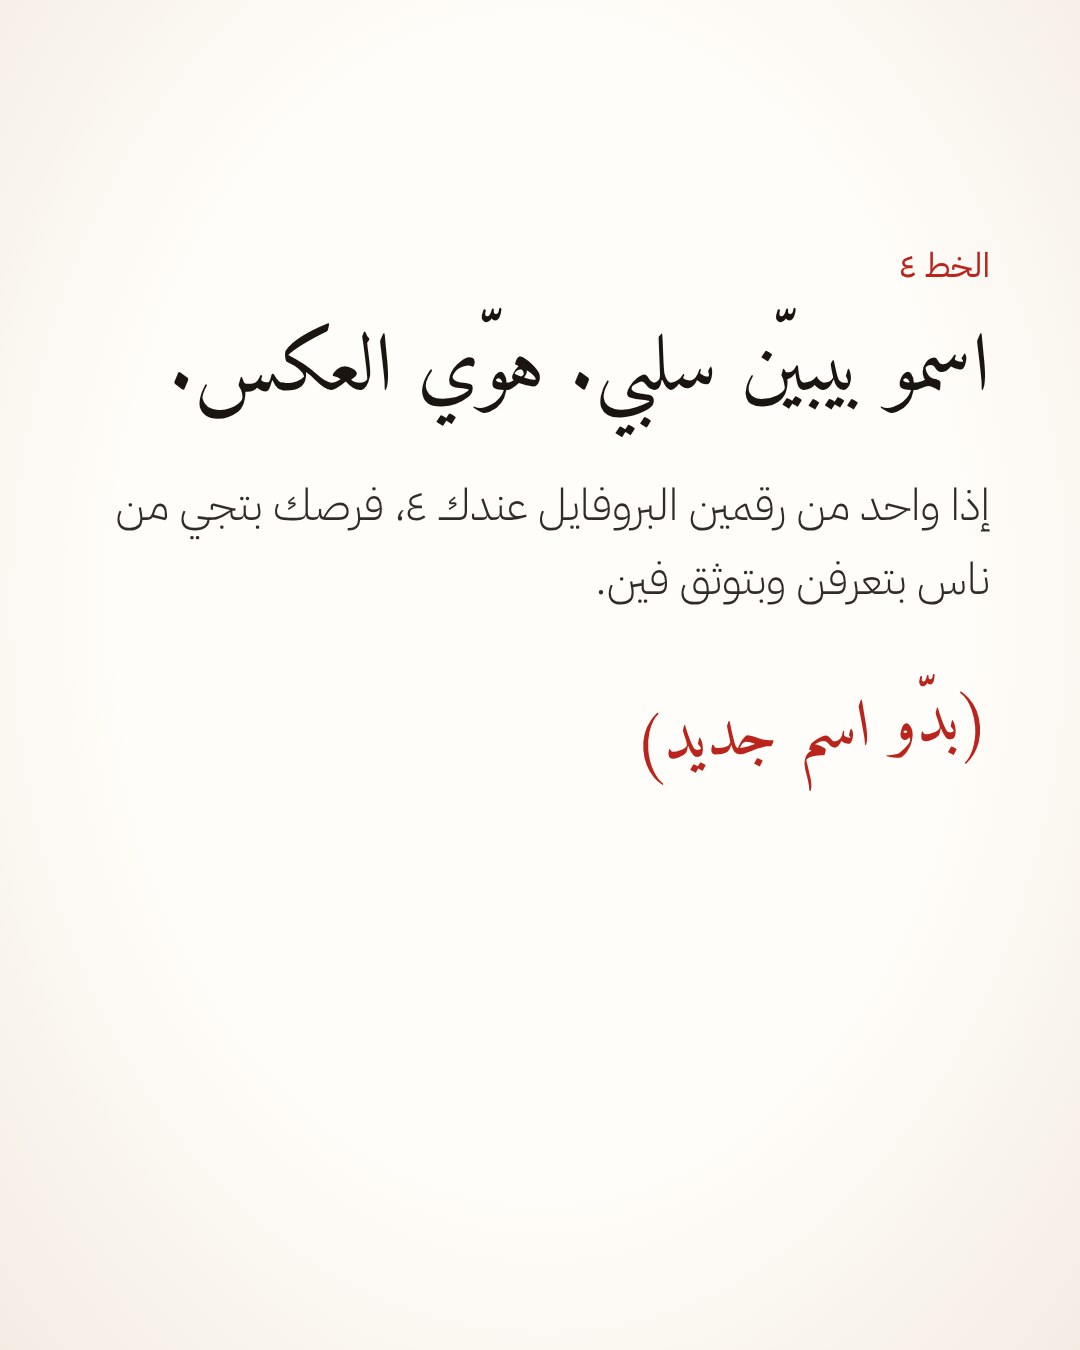 الخط ٤
اسمو بيبيّن سلبي. هوّي العكس.
إذا واحد من رقمين البروفايل عندك ٤، فرصك بتجي من
ناس بتعرفن وبتوثق فين.
(بدّو اسم جديد)